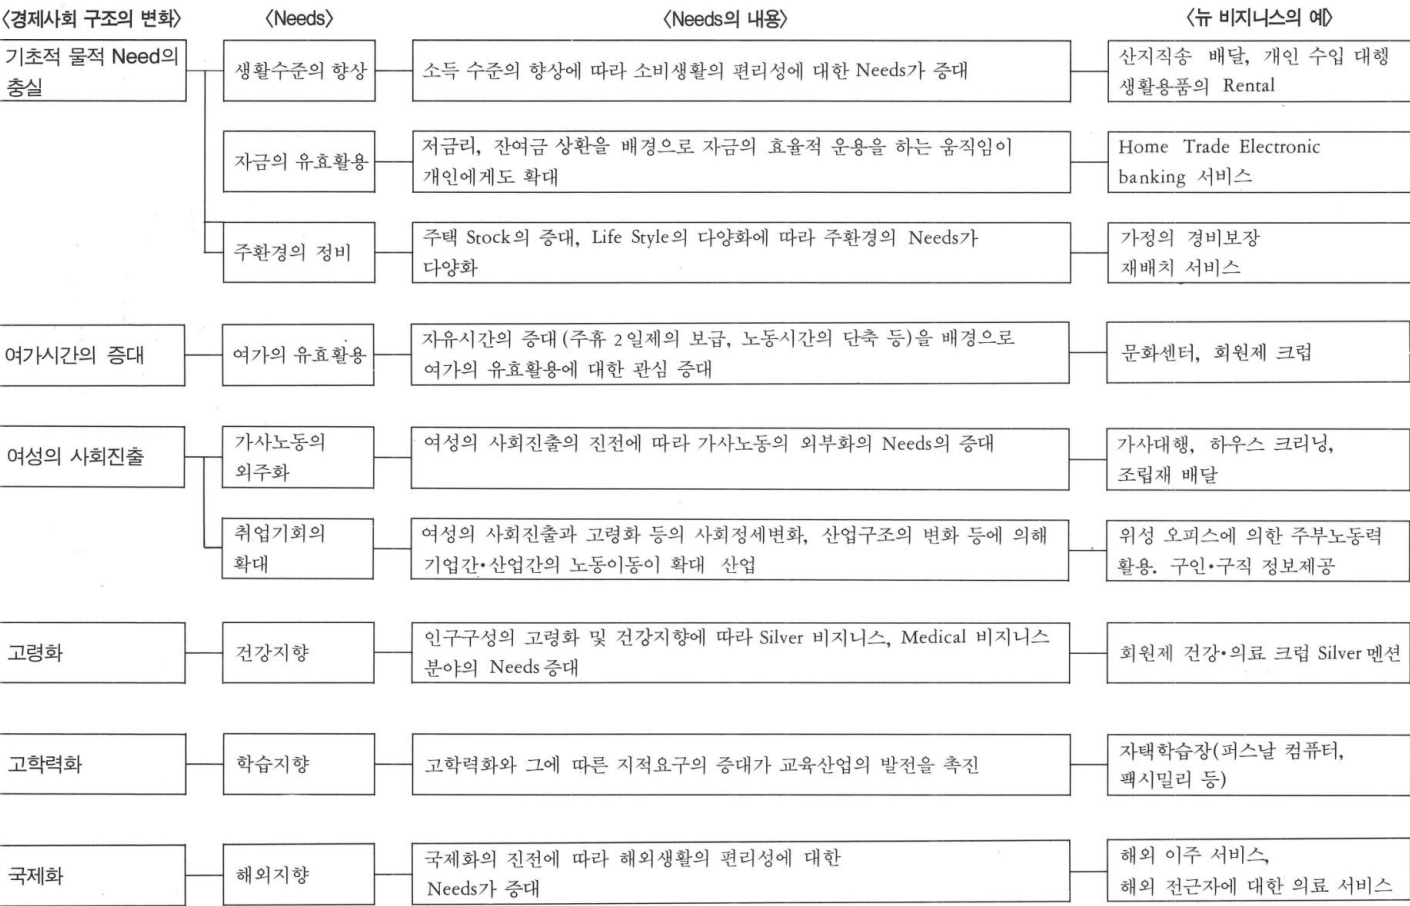 〈경제사회 구조의 변화〉
〈Needs〉
〈Needs의 내용〉
〈뉴 비지니스의 예〉
기초적 물적 Need의
충실
생활수준의 향상
소득 수준의 향상에 따라 소비생활의 편리성에 대한 Needs가 증대
산지직송 배달, 개인 수입 대행
생활용품의 Rental
자금의 유효활용
저금리, 잔여금 상환을 배경으로 자금의 효율적 운용을 하는 움직임이
개인에게도 확대
Home Trade Electronic
banking 서비스
주환경의 정비
주택 Stock의 증대, Life Style의 다양화에 따라 주환경의 Needs가
다양화
가정의 경비보장
재배치 서비스
여가시간의 증대
여가의 유효활용
자유시간의 증대(주휴 2일제의 보급, 노동시간의 단축 등)을 배경으로
여가의 유효활용에 대한 관심 증대
문화센터, 회원제 크럽
여성의 사회진출
가사노동의
외주화
여성의 사회진출의 진전에 따라 가사노동의 외부화의 Needs의 증대
가사대행, 하우스 크리닝,
조립재 배달
취업기회의
확대
여성의 사회진출과 고령화 등의 사회정세변화, 산업구조의 변화 등에 의해
기업간•산업간의 노동이동이 확대 산업
위성 오피스에 의한 주부노동력
활용. 구인•구직 정보제공
고령화
건강지향
인구구성의 고령화 및 건강지향에 따라 Silver 비지니스, Medical 비지니스
분야의 Needs 증대
회원제 건강•의료 크럽 Silver 멘션
고학력화
학습지향
고학력화와 그에 따른 지적요구의 증대가 교육산업의 발전을 촉진
자택학습장(퍼스날 컴퓨터,
팩시밀리 등)
국제화
해외지향
국제화의 진전에 따라 해외생활의 편리성에 대한
Needs가 증대
해외 이주 서비스,
해외 전근자에 대한 의료 서비스